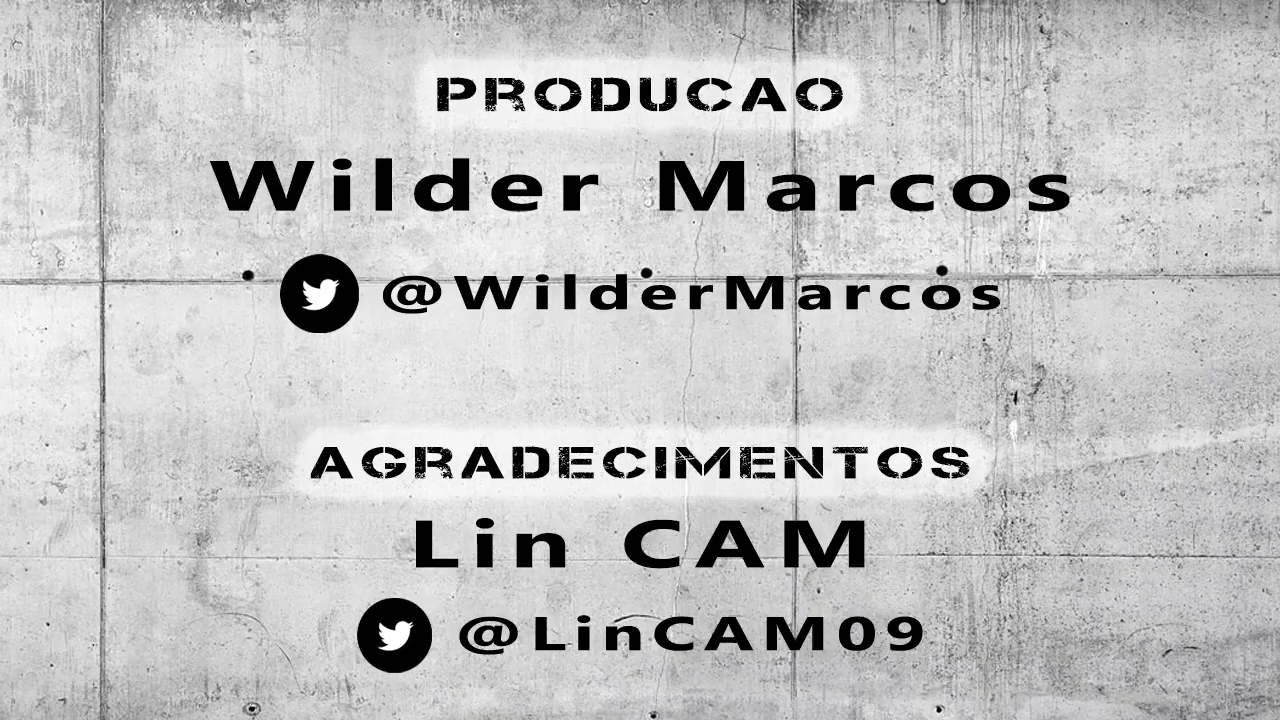 PRODUCAO
Wilder Marcos
@WilderMarcos
AGRADECIMENTOS
Lin CAM
@LinCAM09